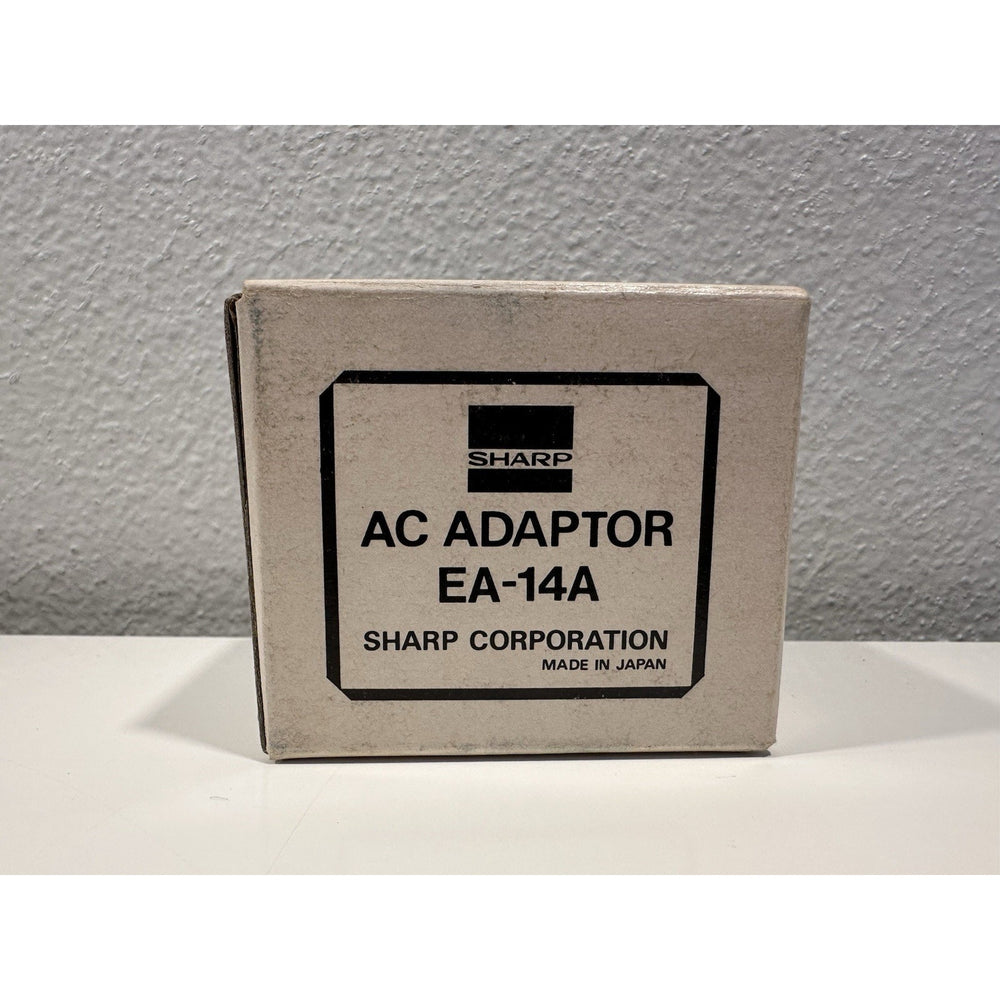 SHARP
AC ADAPTOR
EA-14A
SHARP CORPORATION
MADE IN JAPAN